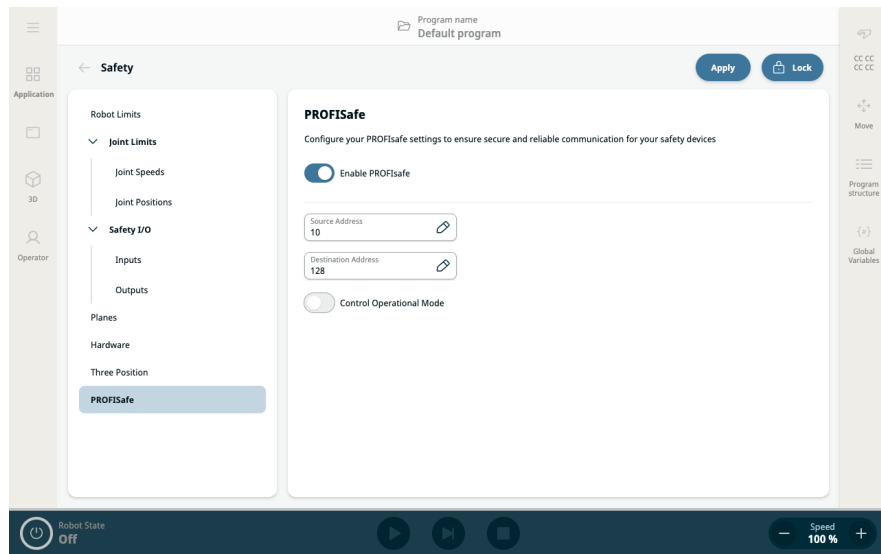 Program name
Default program
Safety
Apply
Lock
Application
3D
Operator
Robot Limits
Joint Limits
Joint Speeds
Joint Positions
Safety I/O
Inputs
Outputs
Planes
Hardware
Three Position
PROFISafe
PROFISafe
Configure your PROFIsafe settings to ensure secure and reliable communication for your safety devices
Enable PROFIsafe
Source Address
10
Destination Address
128
Control Operational Mode
CC CC
CC CC
Move
Program
structure
{x}
Global
Variables
Robot State
Off
Speed
100 %